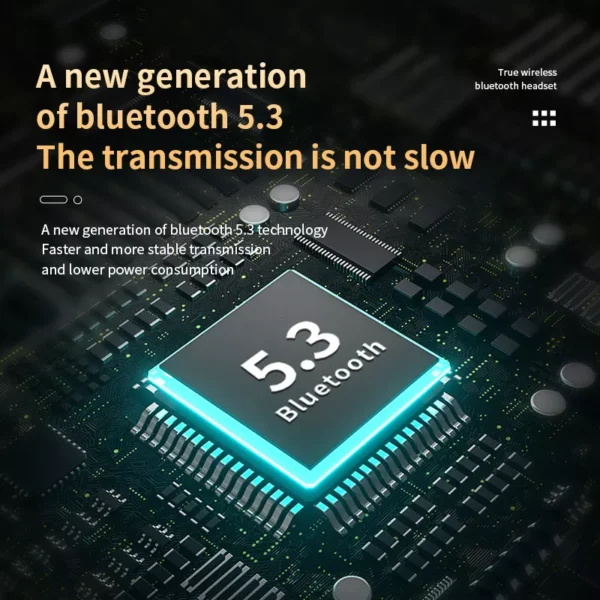 A new generation
of bluetooth 5.3
The transmission is not slow
True wireless
bluetooth headset
A new generation of bluetooth 5.3 technology
Faster and more stable transmission
and lower power consumption
5.3
Bluetooth